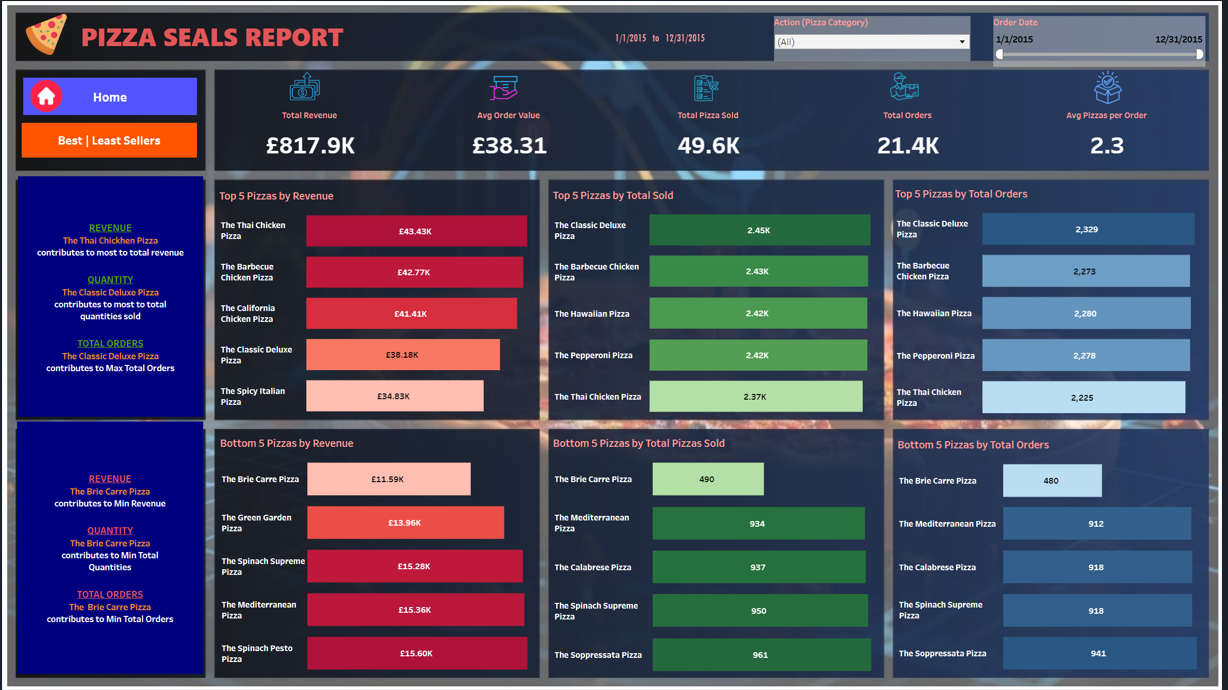 PIZZA SEALS REPORT
1/1/2015 to 12/31/2015
Action (Pizza Category)
(All)
Order Date
1/1/2015 12/31/2015
Home
Best | Least Sellers
Total Revenue
£817.9K
Avg Order Value
£38.31
Total Pizza Sold
49.6K
Total Orders
21.4K
Avg Pizzas per Order
2.3
REVENUE
The Thai Chickhen Pizza
contributes to most to total revenue
QUANTITY
The Classic Deluxe Pizza
contributes to most to total
quantities sold
TOTAL ORDERS
The Classic Deluxe Pizza
contributes to Max Total Orders
Top 5 Pizzas by Revenue
The Thai Chicken
Pizza
£43.43K
The Barbecue
Chicken Pizza
£42.77K
The California
Chicken Pizza
£41.41K
The Classic Deluxe
Pizza
£38.18K
The Spicy Italian
Pizza
£34.83K
Top 5 Pizzas by Total Sold
The Classic Deluxe
Pizza
2.45K
The Barbecue Chicken
Pizza
2.43K
The Hawaiian Pizza
2.42K
The Pepperoni Pizza
2.42K
The Thai Chicken Pizza
2.37K
Top 5 Pizzas by Total Orders
The Classic Deluxe
Pizza
2,329
The Barbecue
Chicken Pizza
2,273
The Hawaiian Pizza
2,280
The Pepperoni Pizza
2,278
The Thai Chicken
Pizza
2,225
REVENUE
The Brie Carre Pizza
contributes to Min Revenue
QUANTITY
The Brie Carre Pizza
contributes to Min Total
Quantities
TOTAL ORDERS
The Brie Carre Pizza
contributes to Min Total Orders
Bottom 5 Pizzas by Revenue
The Brie Carre Pizza
£11.59K
The Green Garden
Pizza
£13.96K
The Spinach Supreme
Pizza
£15.28K
The Mediterranean
Pizza
£15.36K
The Spinach Pesto
Pizza
£15.60K
Bottom 5 Pizzas by Total Pizzas Sold
The Brie Carre Pizza
490
The Mediterranean
Pizza
934
The Calabrese Pizza
937
The Spinach Supreme
Pizza
950
The Soppressata Pizza
961
Bottom 5 Pizzas by Total Orders
The Brie Carre Pizza
480
The Mediterranean Pizza
912
The Calabrese Pizza
918
The Spinach Supreme
Pizza
918
The Soppressata Pizza
941